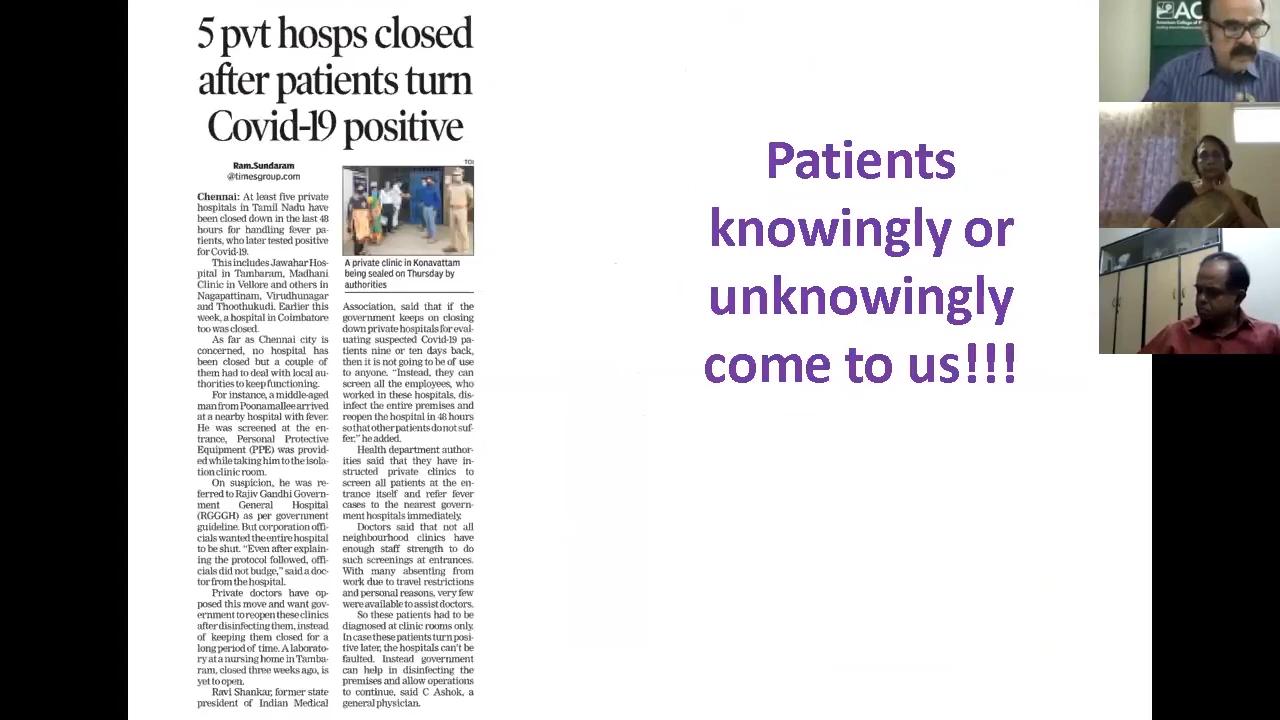 5 pvt hosps closed
after patients turn
Covid-19 positive
Ram.Sundaram
@timesgroup.com
Chennai: At least five private
hospitals in Tamil Nadu have
been closed down in the last 48
hours for handling fever pa-
tients, who later tested positive
for Covid-19.
This includes Jawahar Hos-
pital in Tambaram, Madhani
Clinic in Vellore and others in
Nagapattinam, Virudhunagar
and Thoothukudi. Earlier this
week, a hospital in Coimbatore
too was closed.
As far as Chennai city is
concerned, no hospital has
been closed but a couple of
them had to deal with local au-
thorities to keep functioning.
For instance, a middle-aged
man from Poonamallee arrived
at a nearby hospital with fever.
He was screened at the en-
trance, Personal Protective
Equipment (PPE) was provid-
ed while taking him to the isola-
tion clinic room.
On suspicion, he was re-
ferred to Rajiv Gandhi Govern-
ment General Hospital
(RGGGH) as per government
guideline. But corporation offi-
cials wanted the entire hospital
to be shut. “Even after explain-
ing the protocol followed, offi-
cials did not budge,” said a doc-
tor from the hospital.
Private doctors have op-
posed this move and want gov-
ernment to reopen these clinics
after disinfecting them, instead
of keeping them closed for a
long period of time. A laborato-
ry at a nursing home in Tamba-
ram, closed three weeks ago, is
yet to open.
Ravi Shankar, former state
president of Indian Medical
TOI
A private clinic in Konavattam
being sealed on Thursday by
authorities
Association, said that if the
government keeps on closing
down private hospitals for eval-
uating suspected Covid-19 pa-
tients nine or ten days back,
then it is not going to be of use
to anyone. “Instead, they can
screen all the employees, who
worked in these hospitals, dis-
infect the entire premises and
reopen the hospital in 48 hours
so that other patients do not suf-
fer,” he added.
Health department author-
ities said that they have in-
structed private clinics to
screen all patients at the en-
trance itself and refer fever
cases to the nearest govern-
ment hospitals immediately.
Doctors said that not all
neighbourhood clinics have
enough staff strength to do
such screenings at entrances.
With many absenting from
work due to travel restrictions
and personal reasons, very few
were available to assist doctors.
So these patients had to be
diagnosed at clinic rooms only.
In case these patients turn posi-
tive later, the hospitals can't be
faulted. Instead government
can help in disinfecting the
premises and allow operations
to continue, said C Ashok, a
general physician.
Patients
knowingly or
unknowingly
come to us!!!
American College of